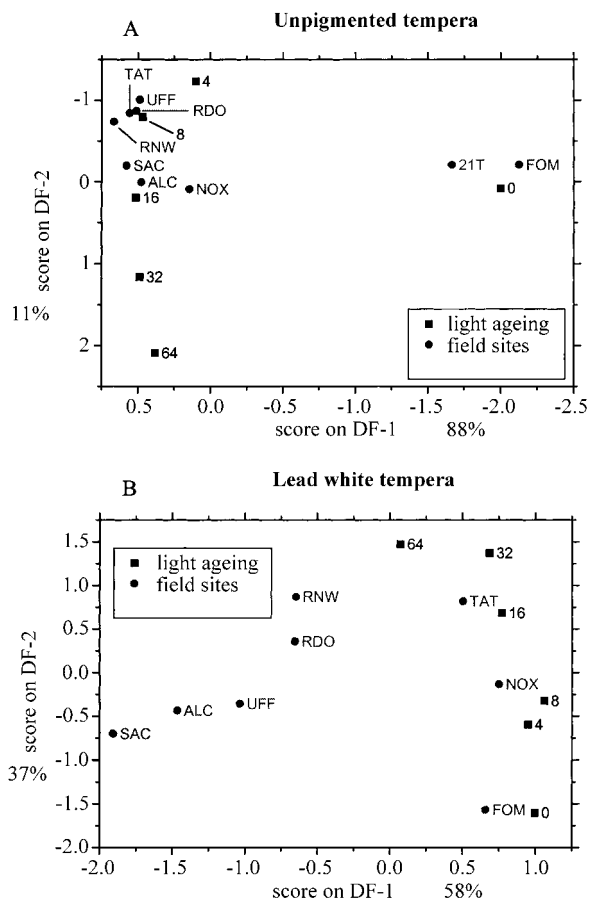 A
Unpigmented tempera
TAT
UFF
RDO
4
8
RNW
SAC
ALC
NOX
16
21T
FOM
0
32
64
-1
0
1
2
score on DF-2
11%
light ageing
field sites
0.5 0.0 -0.5 -1.0 -1.5 -2.0 -2.5
score on DF-1 88%
B
Lead white tempera
1.5
1.0
0.5
0.0
-0.5
-1.0
-1.5
-2.0
score on DF-2
37%
light ageing
field sites
64
32
RNW
TAT
16
RDO
NOX
8
UFF
ALC
4
SAC
FOM
0
-2.0 -1.5 -1.0 -0.5 0.0 0.5 1.0
score on DF-1 58%